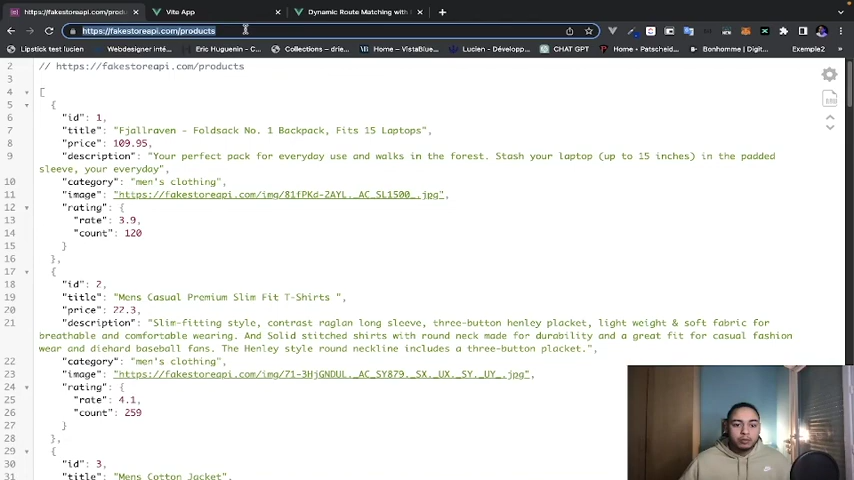 https://fakestoreapi.com/prod
Vite App
Dynamic Route Matching with
https://fakestoreapi.com/products
Lipstick test lucien
Webdesigner inté...
Eric Huguenin - C...
Collections – drie...
Home – VistaBlue...
Lucien - Développ...
CHAT GPT
Home • Patscheid...
Bonhomme | Digit...
Example2
2 // https://fakestoreapi.com/products
3
4 [
5 {
6 "id": 1,
7 "title": "Fjallraven - Foldsack No. 1 Backpack, Fits 15 Laptops",
8 "price": 109.95,
9 "description": "Your perfect pack for everyday use and walks in the forest. Stash your laptop (up to 15 inches) in the padded
sleeve, your everyday",
10 "category": "men's clothing",
11 "image": "https://fakestoreapi.com/img/81fPKd-2AYL._AC_SL1500_.jpg",
12 "rating": {
13 "rate": 3.9,
14 "count": 120
15 }
16 },
17 {
18 "id": 2,
19 "title": "Mens Casual Premium Slim Fit T-Shirts ",
20 "price": 22.3,
21 "description": "Slim-fitting style, contrast raglan long sleeve, three-button henley placket, light weight & soft fabric for
breathable and comfortable wearing. And Solid stitched shirts with round neck made for durability and a great fit for casual fashion
wear and diehard baseball fans. The Henley style round neckline includes a three-button placket.",
22 "category": "men's clothing",
23 "image": "https://fakestoreapi.com/img/71-3HjGNDUL._AC_SY879._SX._UX._SY._UY_.jpg",
24 "rating": {
25 "rate": 4.1,
26 "count": 259
27 }
28 },
29 {
30 "id": 3,
31 "title": "Mens Cotton Jacket",